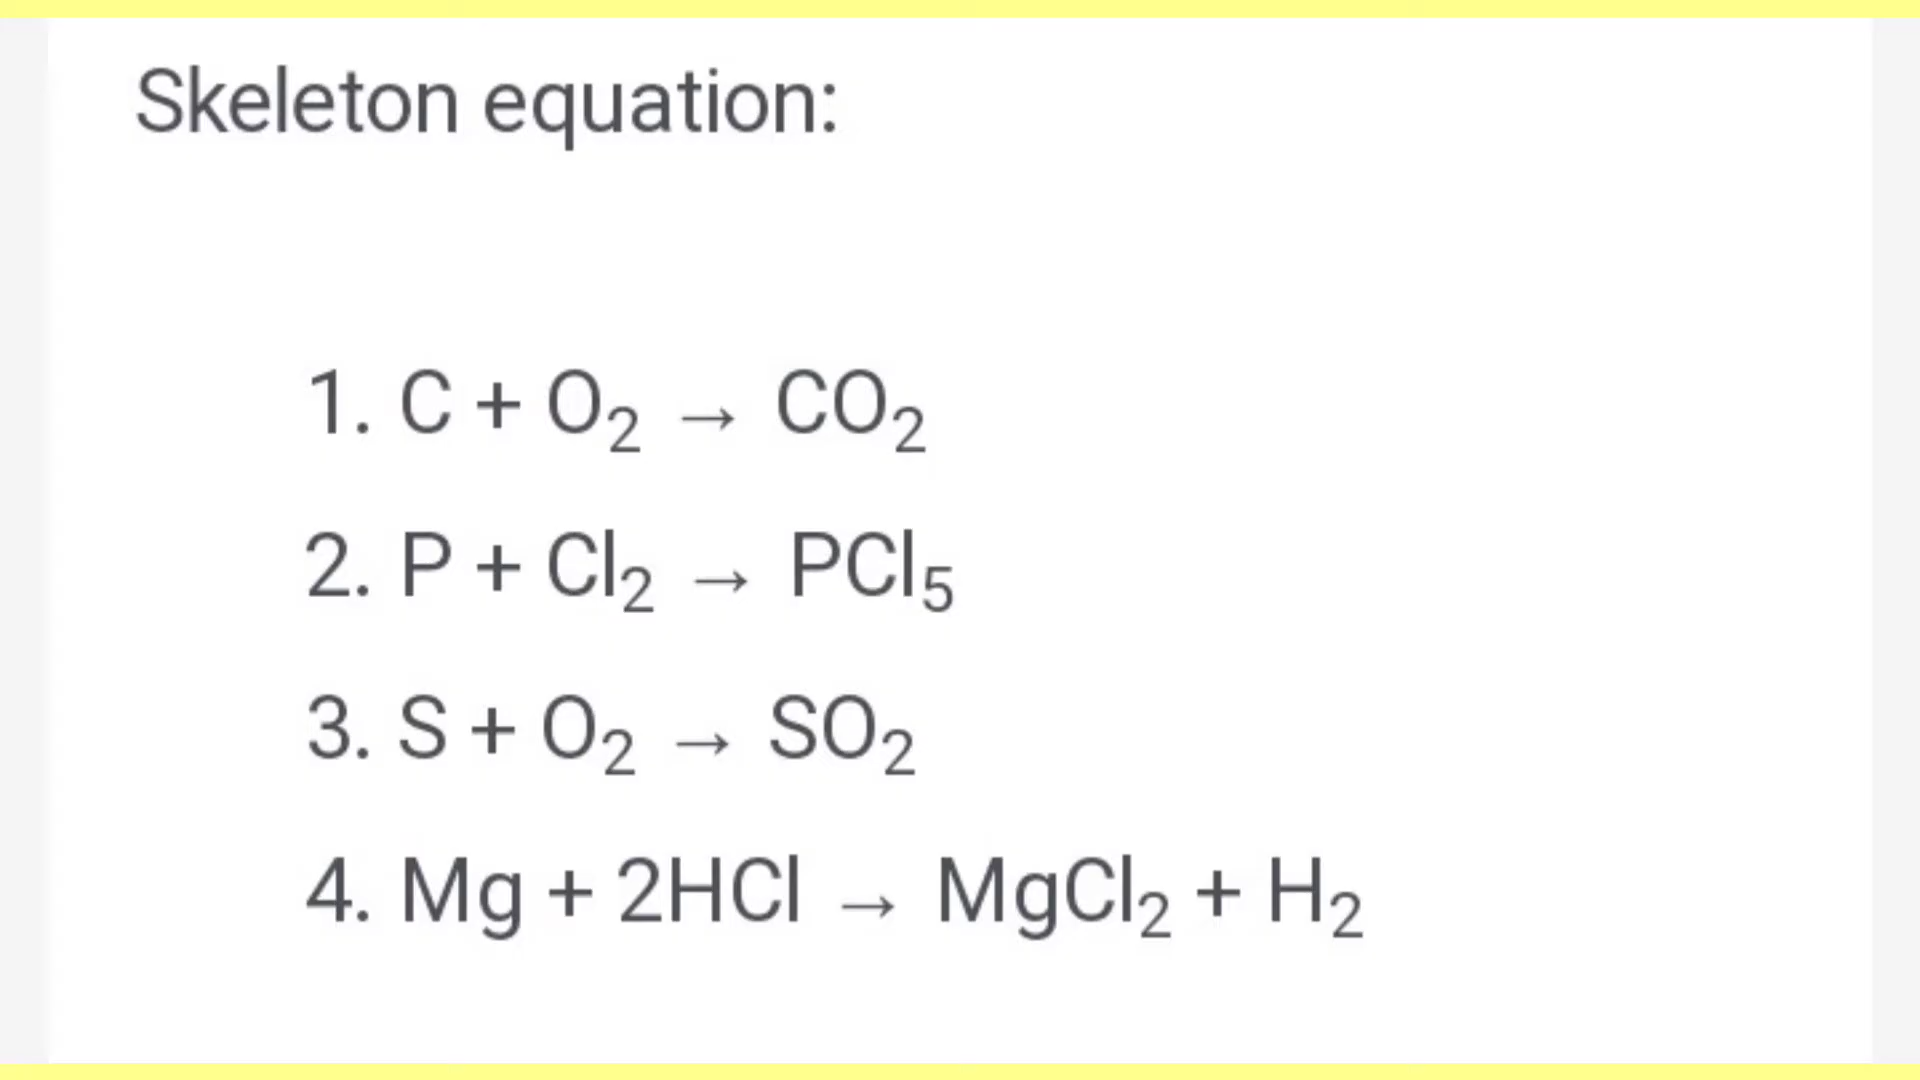 Skeleton equation:
1. C + O₂ → CO₂
2. P + Cl₂ → PCl₅
3. S + O₂ → SO₂
4. Mg + 2HCl → MgCl₂ + H₂